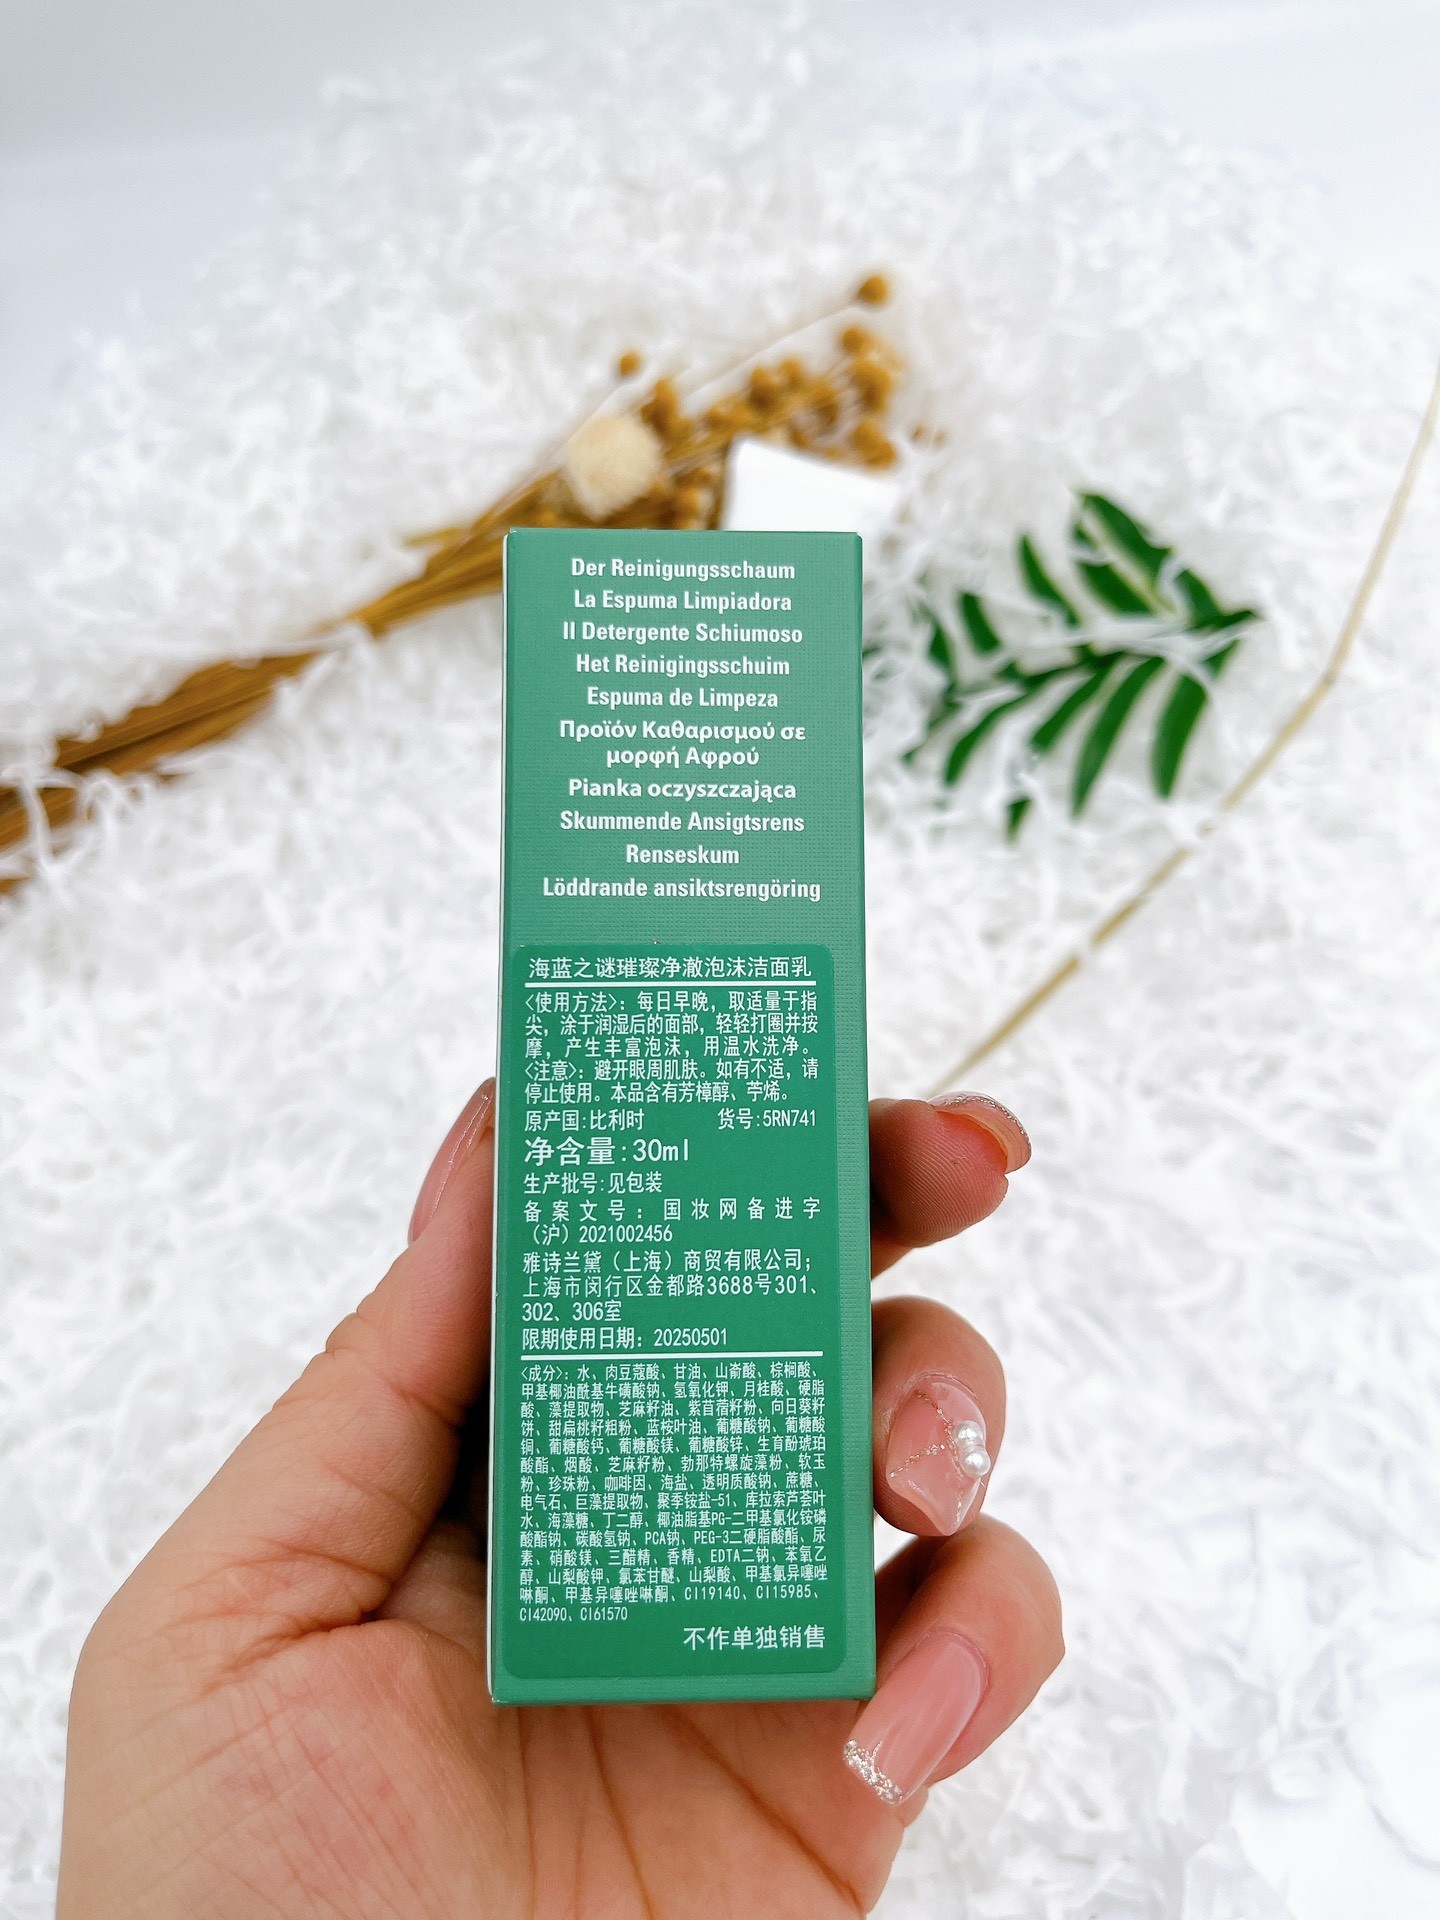 Der Reinigungsschaum
La Espuma Limpiadora
Il Detergente Schiumoso
Het Reinigingsschuim
Espuma de Limpeza
Προϊόν Καθαρισμού σε
μορφή Αφρού
Pianka oczyszczająca
Skummende Ansigtsrens
Renseskum
Löddrande ansiktsrengöring
海蓝之谜璀璨净澈泡沫洁面乳
〈使用方法〉：每日早晚，取适量于指
尖，涂于润湿后的面部，轻轻打圈并按
摩，产生丰富泡沫，用温水洗净。
〈注意〉：避开眼周肌肤。如有不适，请
停止使用。本品含有芳樟醇、苧烯。
原产国:比利时 货号:5RN741
净含量:30ml
生产批号:见包装
备案文号：国妆网备进字
（沪）2021002456
雅诗兰黛（上海）商贸有限公司；
上海市闵行区金都路3688号301、
302、306室
限期使用日期：20250501
〈成分〉：水、肉豆蔻酸、甘油、山嵛酸、棕榈酸、
甲基椰油酰基牛磺酸钠、氢氧化钾、月桂酸、硬脂
酸、藻提取物、芝麻籽油、紫苜蓿籽粉、向日葵籽
饼、甜扁桃籽粗粉、蓝桉叶油、葡糖酸钠、葡糖酸
铜、葡糖酸钙、葡糖酸镁、葡糖酸锌、生育酚琥珀
酸酯、烟酸、芝麻籽粉、勃那特螺旋藻粉、软玉
粉、珍珠粉、咖啡因、海盐、透明质酸钠、蔗糖、
电气石、巨藻提取物、聚季铵盐-51、库拉索芦荟叶
水、海藻糖、丁二醇、椰油脂基PG-二甲基氯化铵磷
酸酯钠、碳酸氢钠、PCA钠、PEG-3二硬脂酸酯、尿
素、硝酸镁、三醋精、香精、EDTA二钠、苯氧乙
醇、山梨酸钾、氯苯甘醚、山梨酸、甲基氯异噻唑
啉酮、甲基异噻唑啉酮、CI19140、CI15985、
CI42090、CI61570
不作单独销售